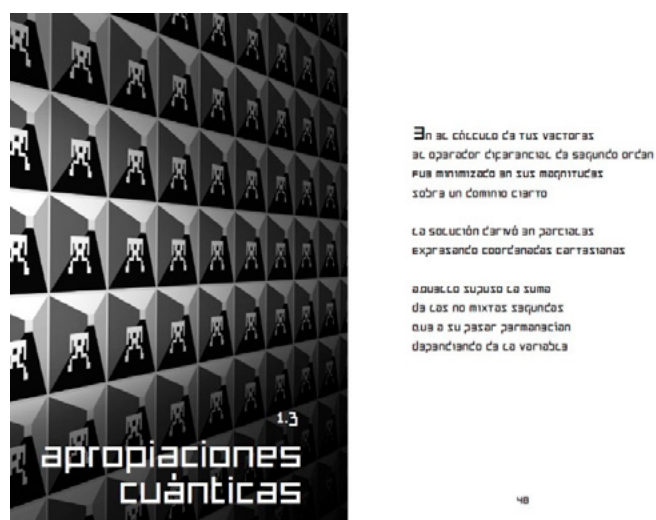 1.3
apropiaciones
cuánticas
En el cálculo de tus vectores
el operador diferencial de segundo orden
fue minimizado en sus magnitudes
sobre un dominio cierto
la solución derivó en parciales
expresando coordenadas cartesianas
aquello supuso la suma
de las no mixtas segundas
que a su pesar permanecían
dependiendo de la variable
48